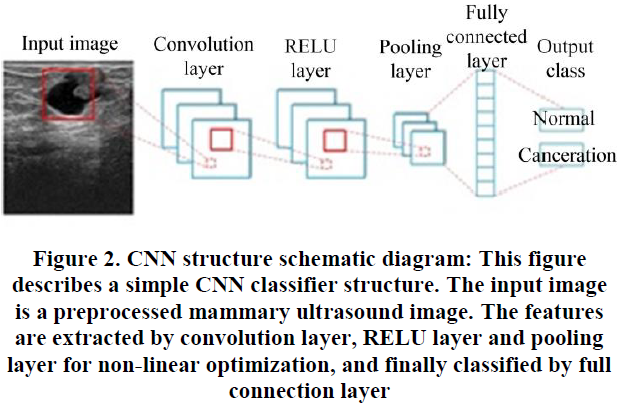 Input image
Convolution
layer
RELU
layer
Pooling
layer
Fully
connected
layer
Output
class
Normal
Canceration
Figure 2. CNN structure schematic diagram: This figure
describes a simple CNN classifier structure. The input image
is a preprocessed mammary ultrasound image. The features
are extracted by convolution layer, RELU layer and pooling
layer for non-linear optimization, and finally classified by full
connection layer